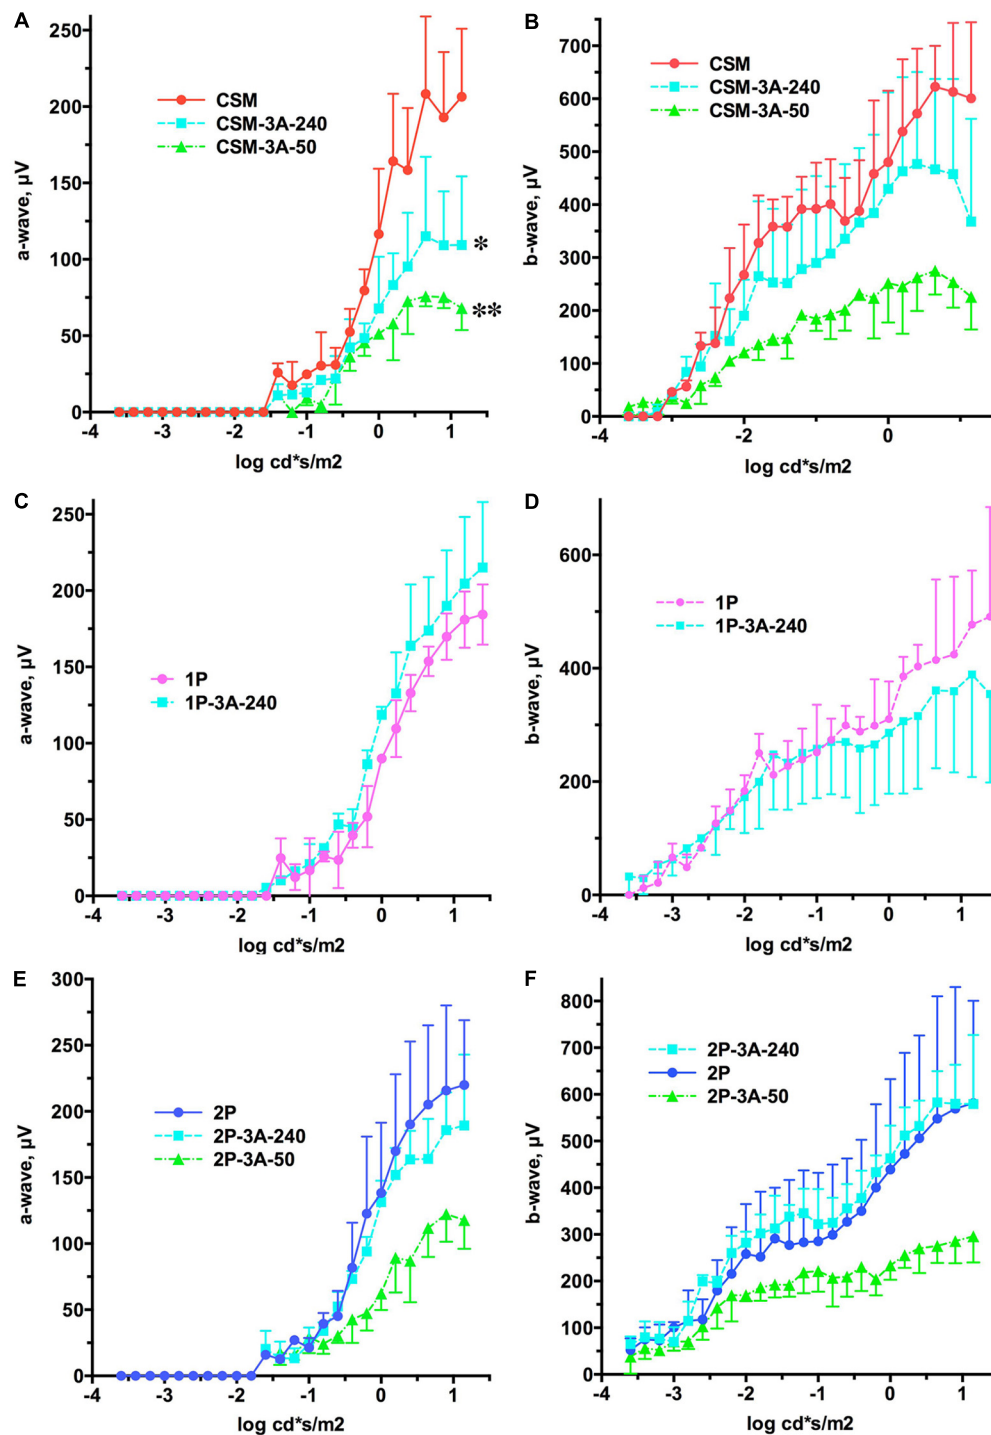 A
a-wave, µV
250
200
150
100
50
0
CSM
CSM-3A-240
CSM-3A-50
*
**
-4 -3 -2 -1 0 1
log cd*s/m2
B
b-wave, µV
700
600
500
400
300
200
100
0
CSM
CSM-3A-240
CSM-3A-50
-4 -2 0
log cd*s/m2
C
a-wave, µV
250
200
150
100
50
0
1P
1P-3A-240
-4 -3 -2 -1 0 1
log cd*s/m2
D
b-wave, µV
600
400
200
0
1P
1P-3A-240
-4 -3 -2 -1 0 1
log cd*s/m2
E
a-wave, µV
300
250
200
150
100
50
0
2P
2P-3A-240
2P-3A-50
-4 -3 -2 -1 0 1
log cd*s/m2
F
b-wave, µV
800
700
600
500
400
300
200
100
0
2P-3A-240
2P
2P-3A-50
-4 -3 -2 -1 0 1
log cd*s/m2